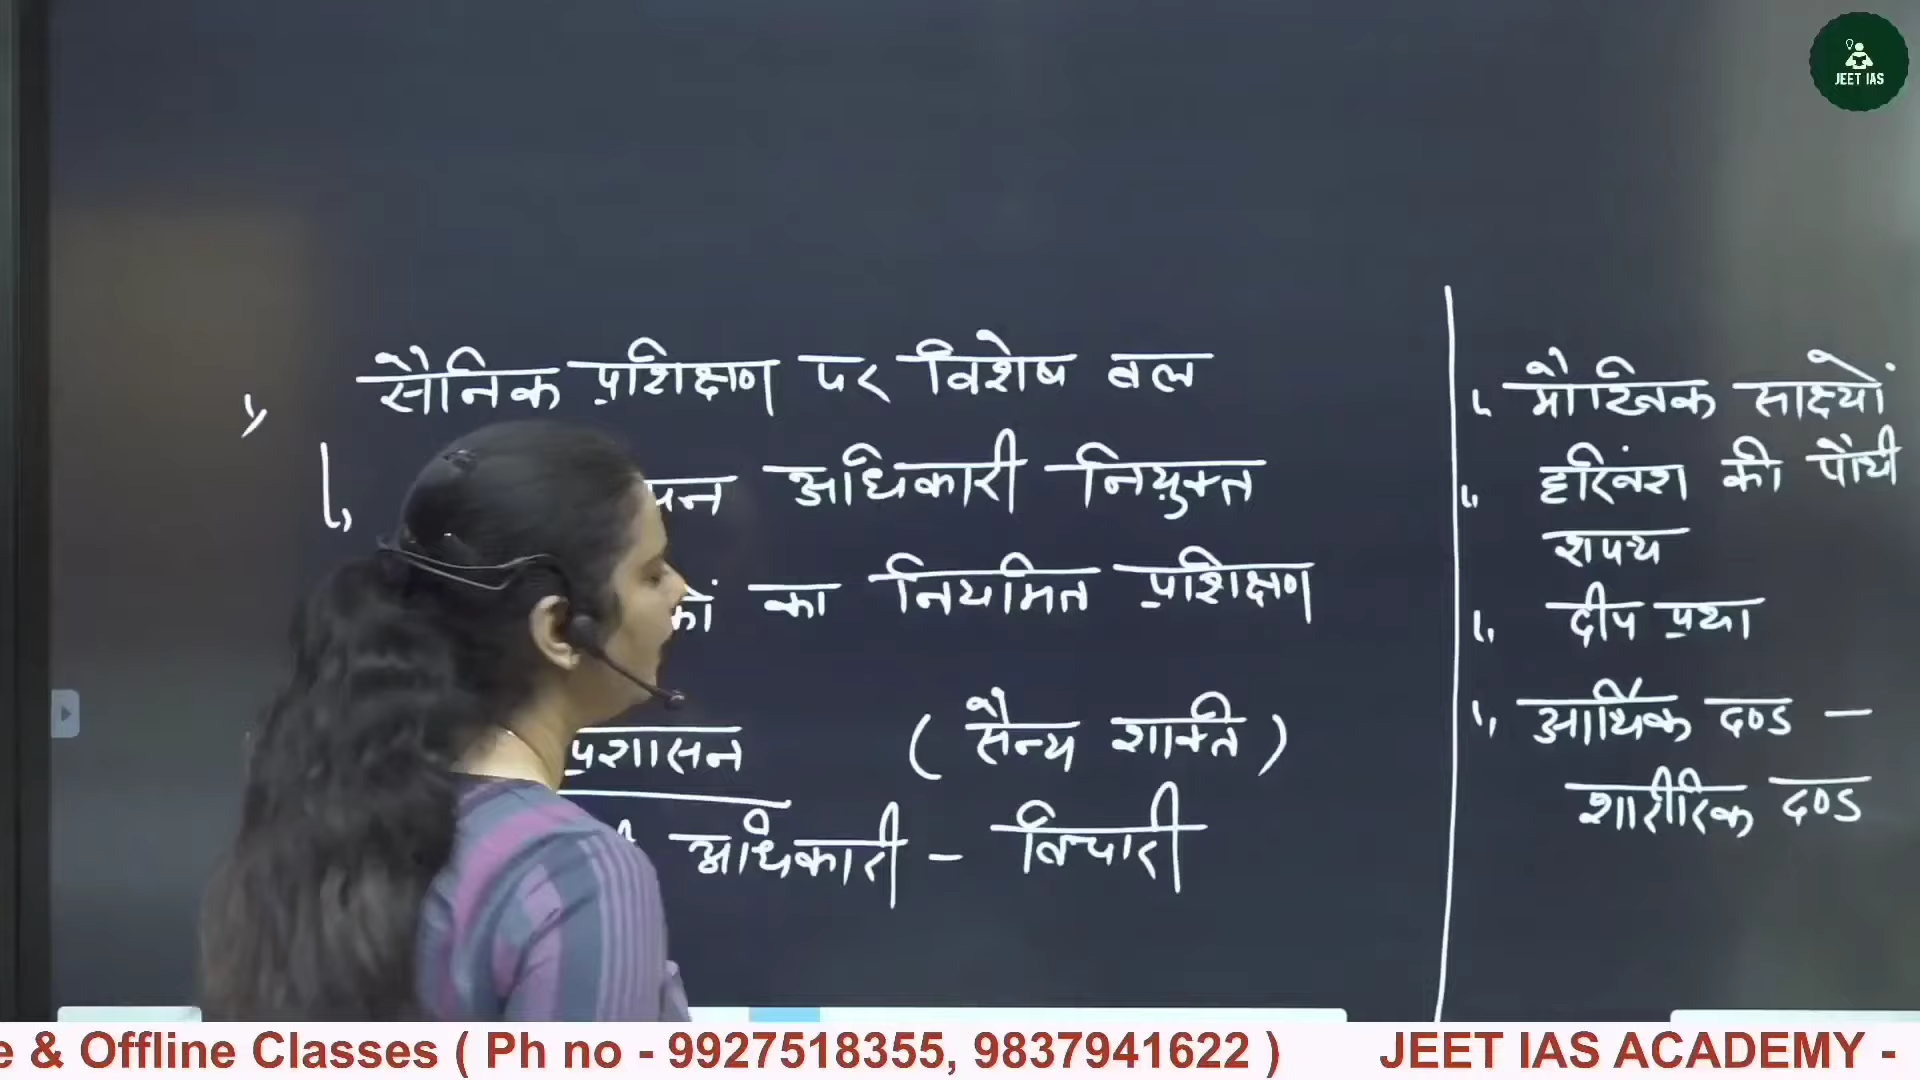 JEET IAS
सैनिक प्रशिक्षण पर विशेष बल
अधिकारी नियुक्त
का नियमित प्रशिक्षण
प्रशासन ( सैन्य शक्ति )
अधिकारी - विचारी
मौखिक साक्ष्यों
हरिवंश की पोथी
शपथ
दीप प्रथा
आर्थिक दण्ड -
शारीरिक दण्ड
& Offline Classes ( Ph no - 9927518355, 9837941622 ) JEET IAS ACADEMY -